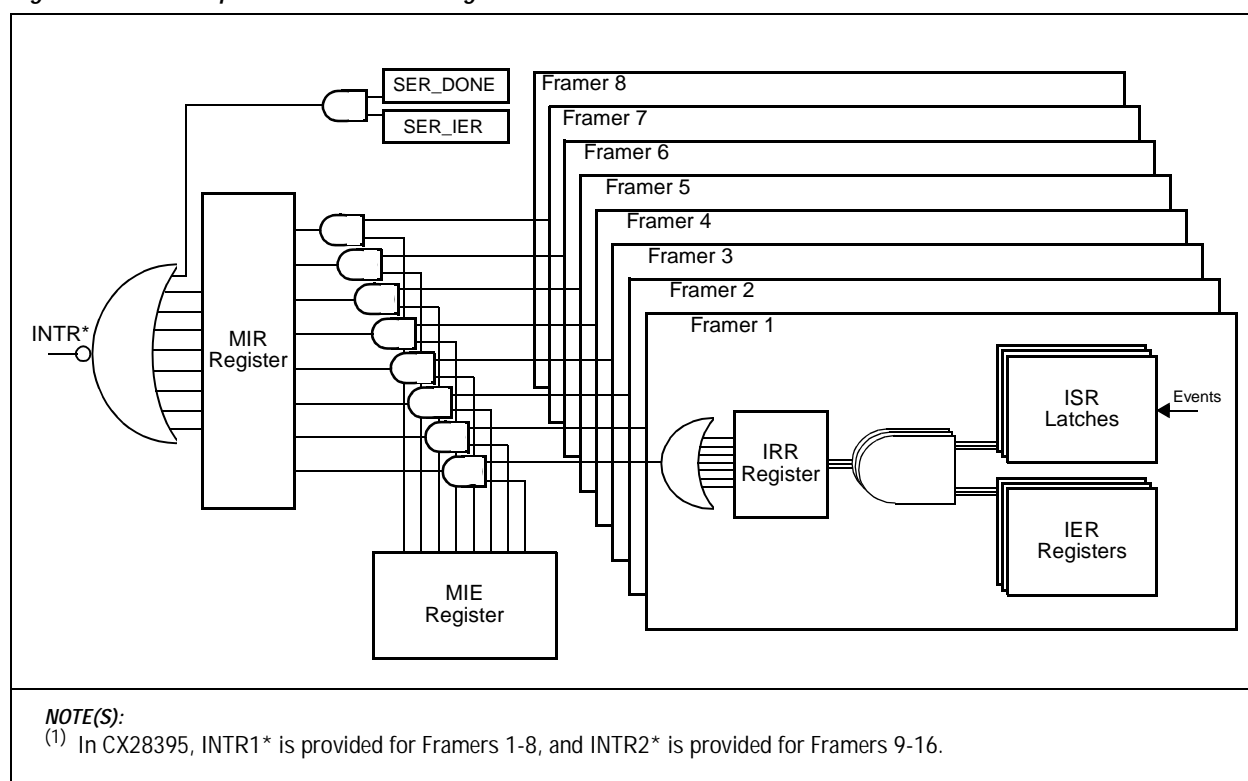 SER_DONE
SER_IER
Framer 8
Framer 7
Framer 6
Framer 5
Framer 4
Framer 3
Framer 2
Framer 1
INTR*
MIR
Register
IRR
Register
ISR
Latches
Events
IER
Registers
MIE
Register
NOTE(S):
(1) In CX28395, INTR1* is provided for Framers 1-8, and INTR2* is provided for Framers 9-16.